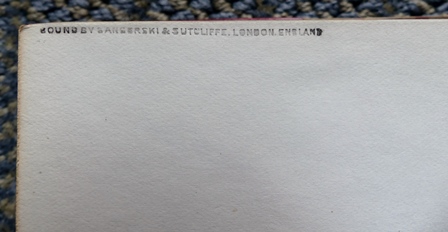 BOUND BY SANGORSKI & SUTCLIFFE, LONDON, ENGLAND